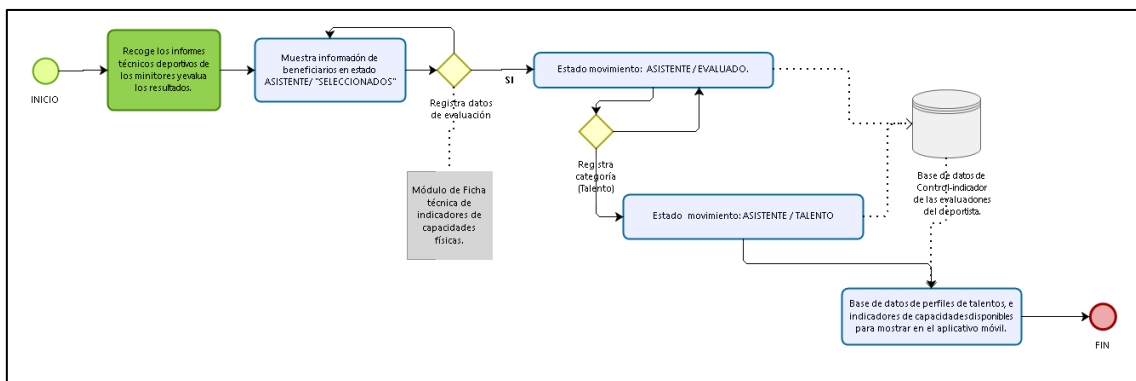 INICIO
Recoge los informes
técnicos deportivos de
los minitores y evalua
los resultados.
Muestra información de
beneficiarios en estado
ASISTENTE/ "SELECCIONADOS"
Registra datos
de evaluación
SI
Módulo de Ficha
técnica de
indicadores de
capacidades
físicas.
Estado movimiento: ASISTENTE / EVALUADO.
Registra
categoría
(Talento)
Estado movimiento: ASISTENTE / TALENTO
Base de datos de
Control-indicador
de las evaluaciones
del deportista.
Base de datos de perfiles de talentos, e
indicadores de capacidades disponibles
para mostrar en el aplicativo móvil.
FIN